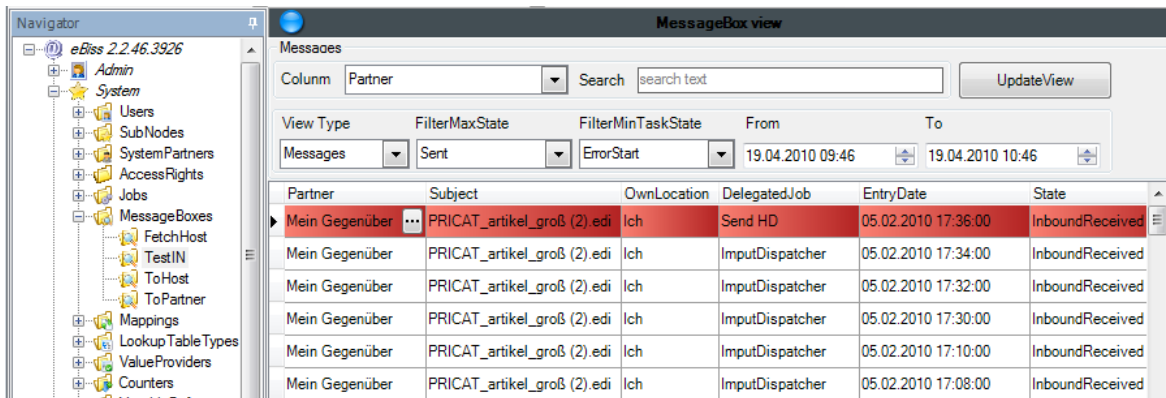 Navigator
eBiss 2.2.46.3926
Admin
System
Users
SubNodes
SystemPartners
AccessRights
Jobs
MessageBoxes
FetchHost
TestIN
ToHost
ToPartner
Mappings
LookupTableTypes
ValueProviders
Counters
MessageBox view
Messages
Colunm Partner Search search text UpdateView
View Type FilterMaxState FilterMinTaskState From To
Messages Sent ErrorStart 19.04.2010 09:46 19.04.2010 10:46
Partner Subject OwnLocation DelegatedJob EntryDate State
Mein Gegenüber ... PRICAT_artikel_groß (2).edi Ich Send HD 05.02.2010 17:36:00 InboundReceived
Mein Gegenüber PRICAT_artikel_groß (2).edi Ich ImputDispatcher 05.02.2010 17:34:00 InboundReceived
Mein Gegenüber PRICAT_artikel_groß (2).edi Ich ImputDispatcher 05.02.2010 17:32:00 InboundReceived
Mein Gegenüber PRICAT_artikel_groß (2).edi Ich ImputDispatcher 05.02.2010 17:30:00 InboundReceived
Mein Gegenüber PRICAT_artikel_groß (2).edi Ich ImputDispatcher 05.02.2010 17:10:00 InboundReceived
Mein Gegenüber PRICAT_artikel_groß (2).edi Ich ImputDispatcher 05.02.2010 17:08:00 InboundReceived